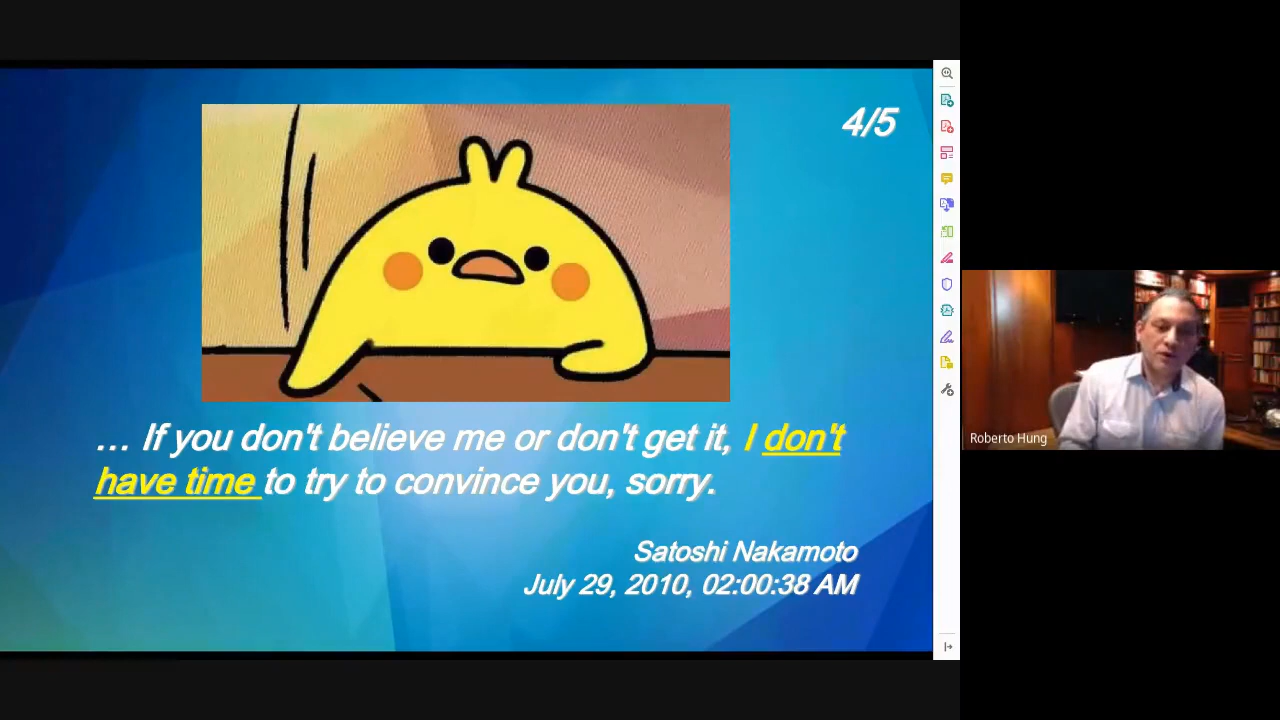 4/5
... If you don't believe me or don't get it, I don't
have time to try to convince you, sorry.
Satoshi Nakamoto
July 29, 2010, 02:00:38 AM
Roberto Hung